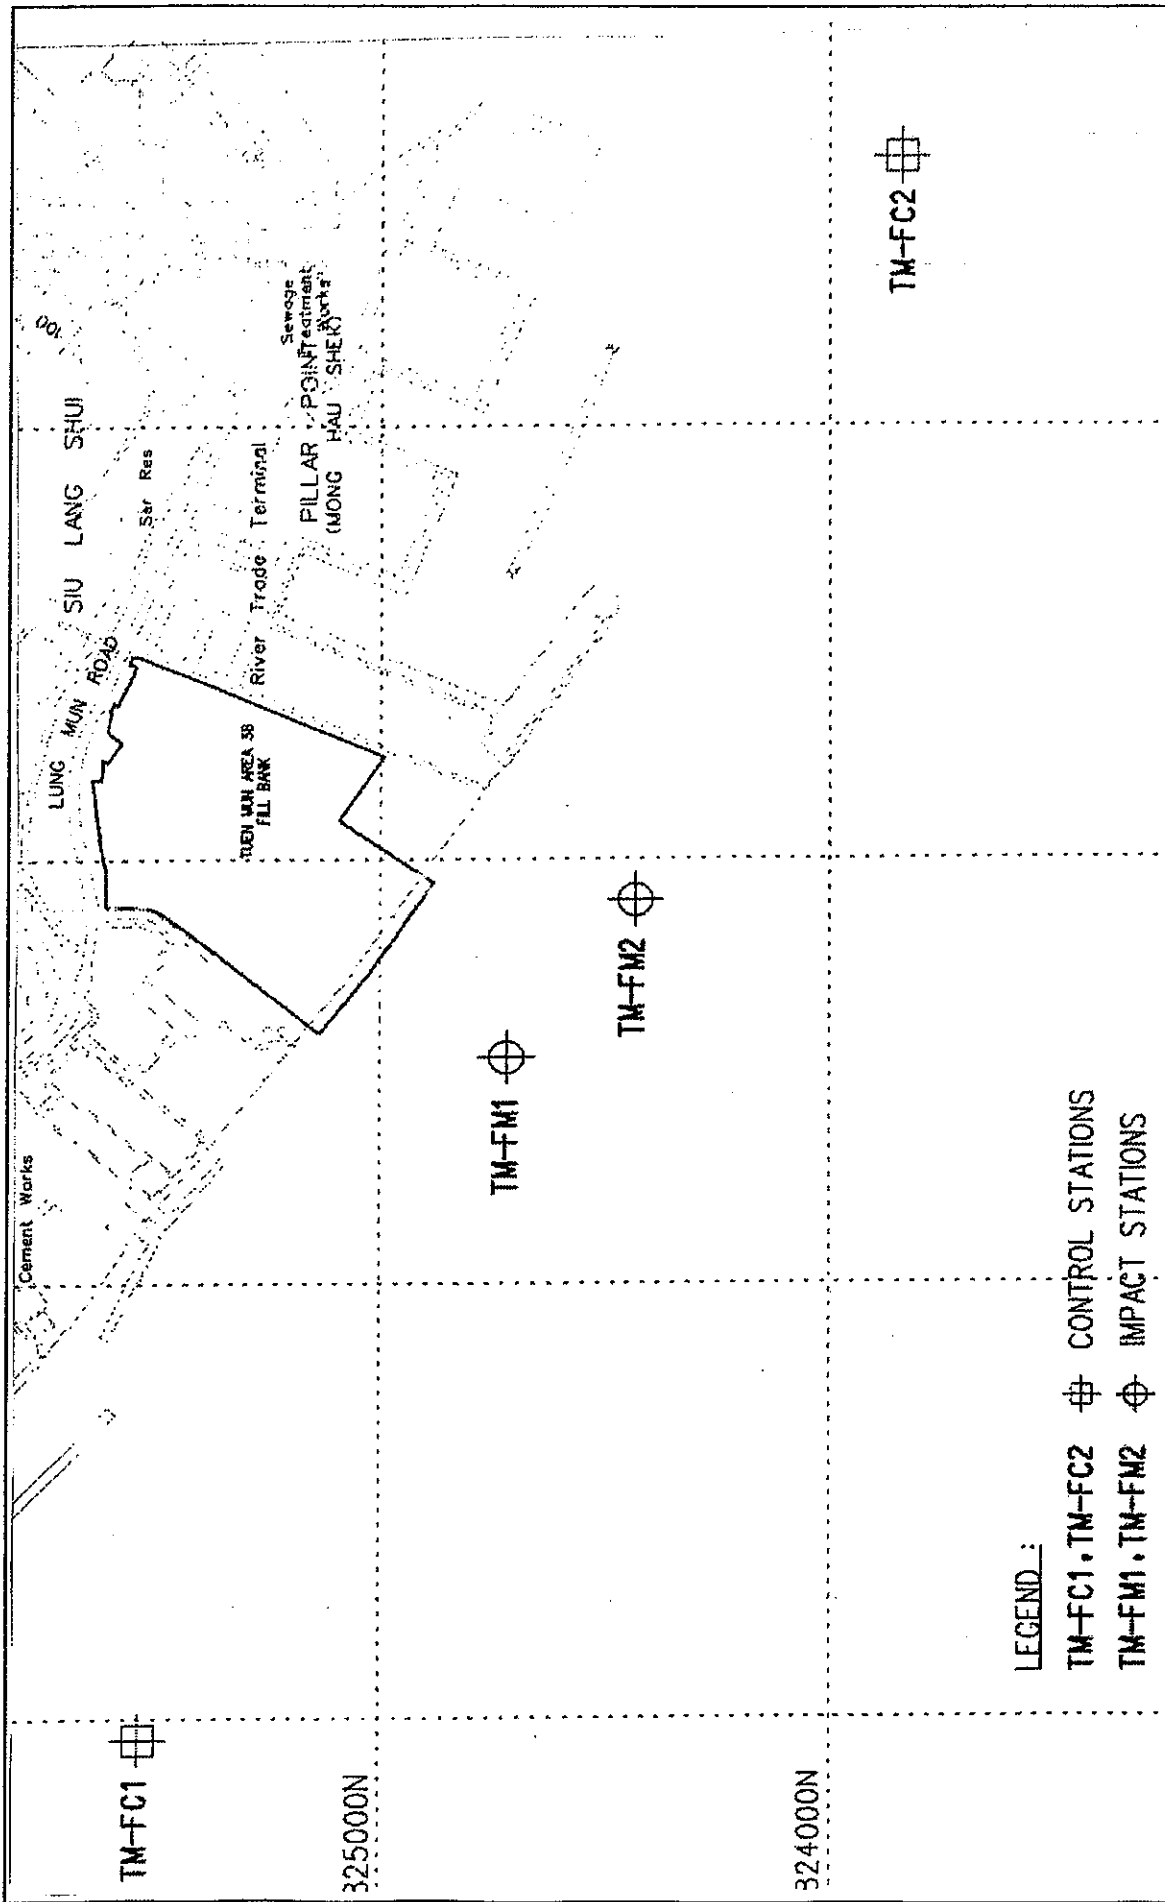 TM-FC1
Cement Works
LUNG MUN ROAD
SIU LANG SHUI
100
Ser Res
TUEN MUN AREA 38
FILL BANK
River Trade Terminal
Sewage
Treatment
Works
PILLAR POINT
(MONG HAU SHEK)
325000N
TM-FM1
TM-FM2
TM-FC2
324000N
LEGEND :
TM-FC1,TM-FC2 CONTROL STATIONS
TM-FM1,TM-FM2 IMPACT STATIONS